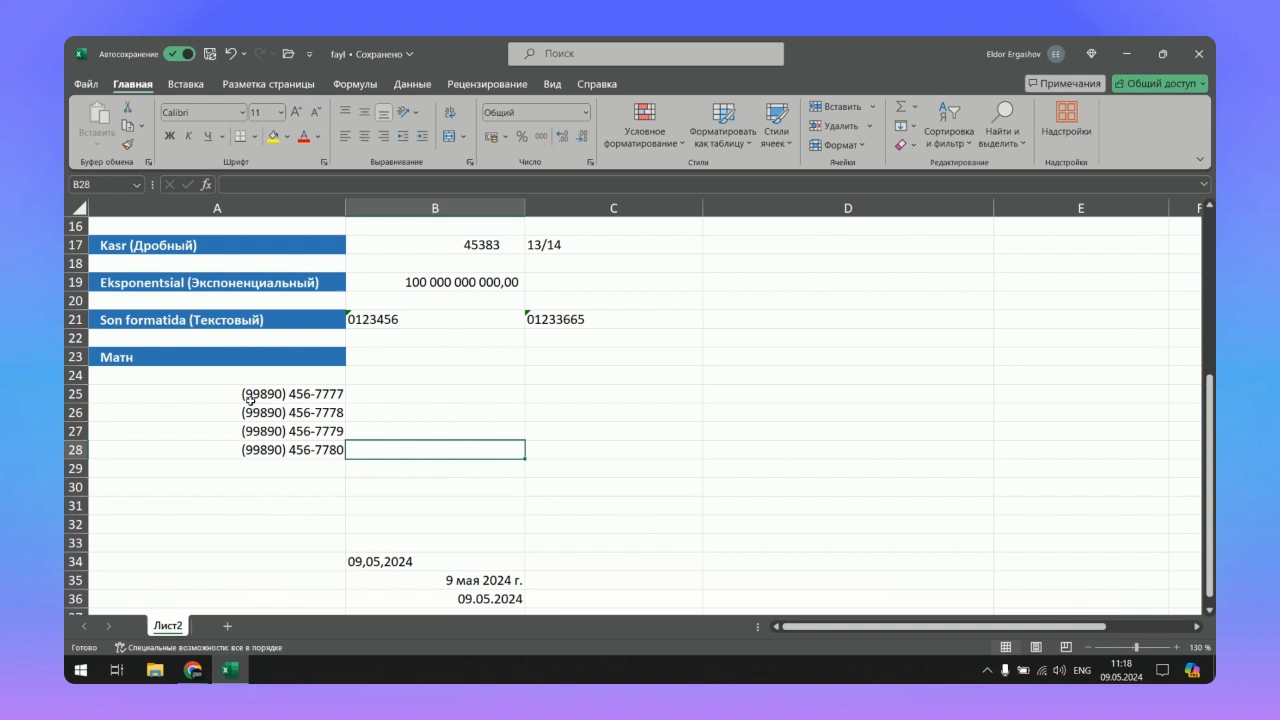 Автосохранение
fayl • Сохранено
Поиск
Eldor Ergashov
EE
Файл Главная Вставка Разметка страницы Формулы Данные Рецензирование Вид Справка
Примечания
Общий доступ
Вставить
Calibri 11
Ж К Ч
Общий
% 000
Условное форматирование
Форматировать как таблицу
Стили ячеек
Вставить
Удалить
Формат
Сортировка и фильтр
Найти и выделить
Надстройки
Буфер обмена Шрифт Выравнивание Число Стили Ячейки Редактирование Надстройки
B28 fx
A B C D E F
16
17 Kasr (Дробный) 45383 13/14
18
19 Eksponentsial (Экспоненциальный) 100 000 000 000,00
20
21 Son formatida (Текстовый) 0123456 01233665
22
23 Матн
24
25 (99890) 456-7777
26 (99890) 456-7778
27 (99890) 456-7779
28 (99890) 456-7780
29
30
31
32
33
34 09,05,2024
35 9 мая 2024 г.
36 09.05.2024
Лист2
Готово Специальные возможности: все в порядке 130 %
ENG 11:18
09.05.2024